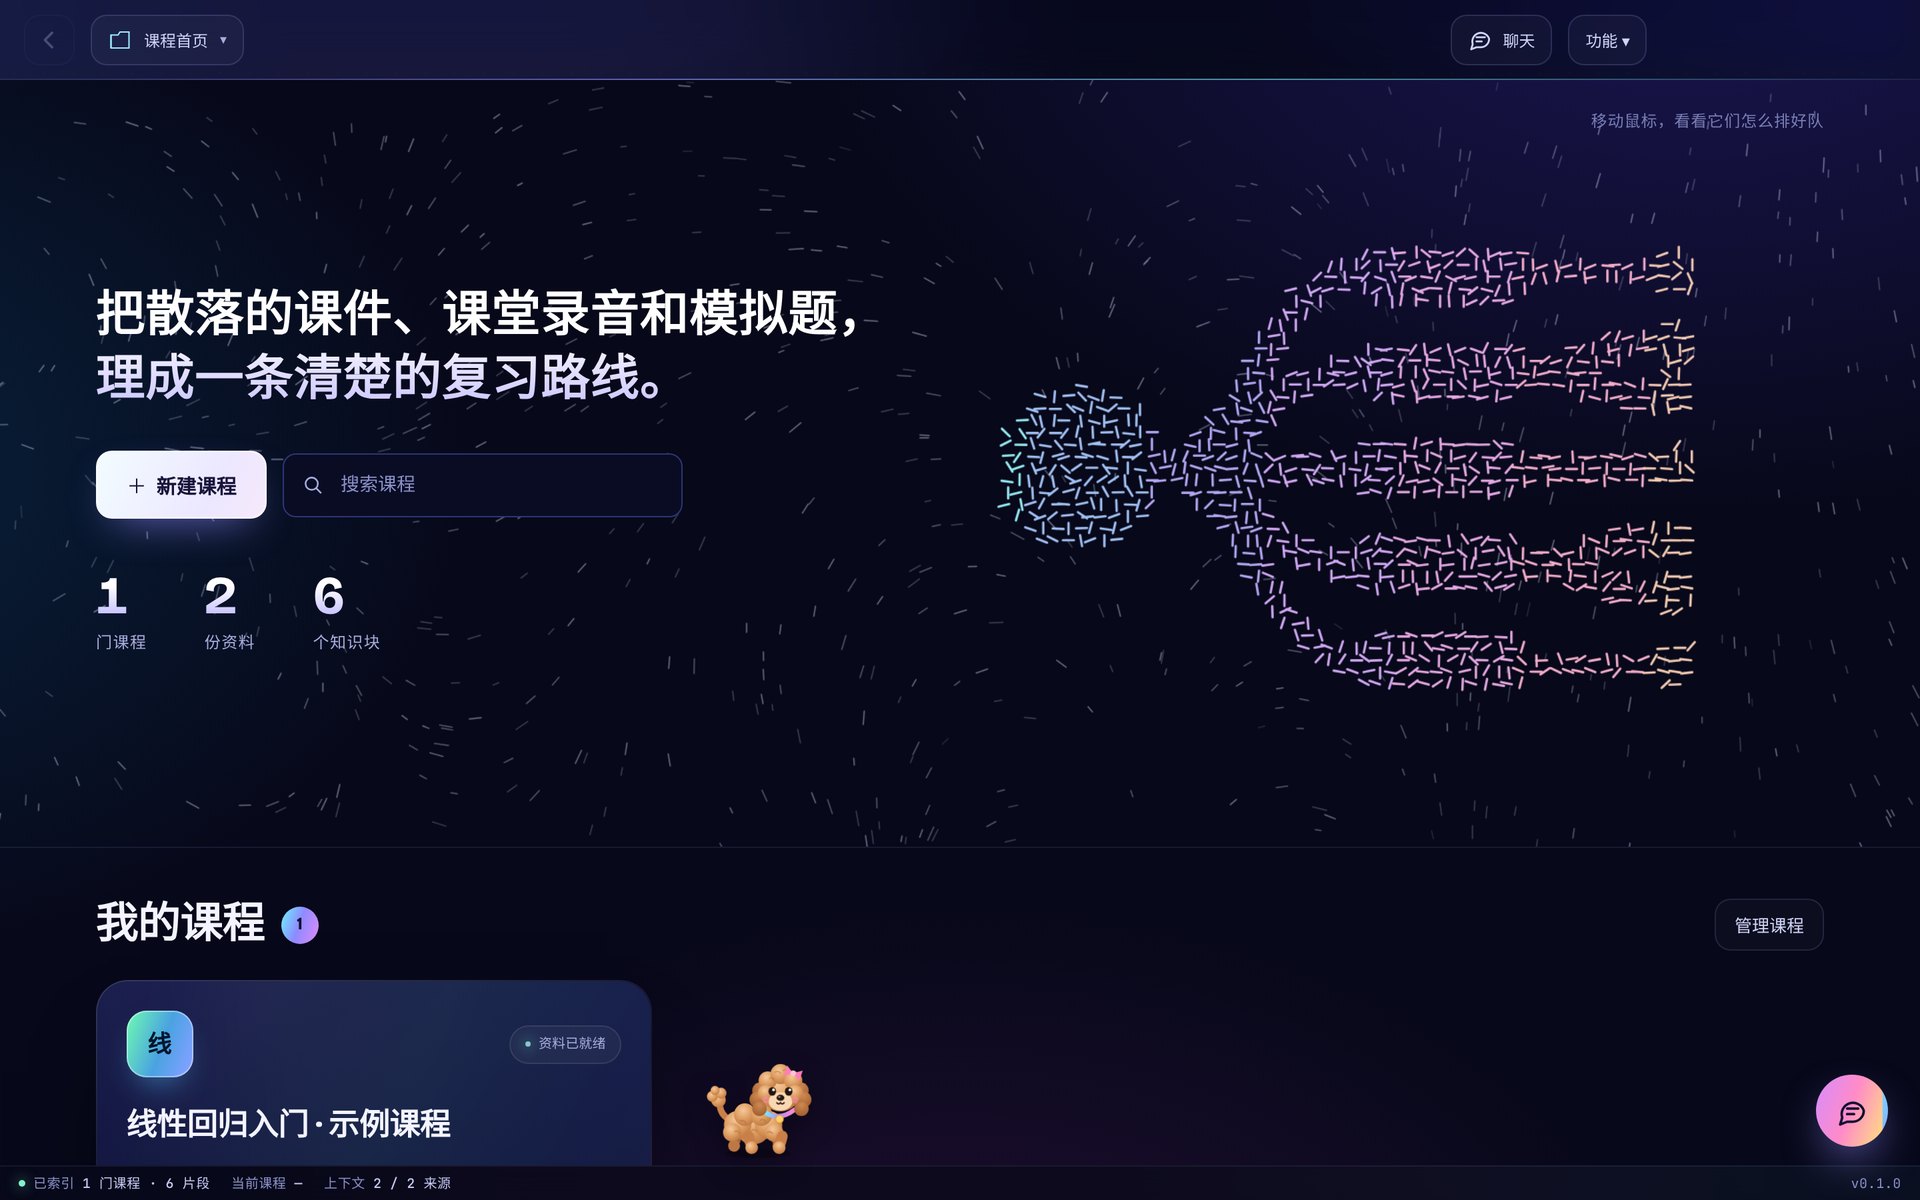 课程首页 ▾
聊天
功能 ▾
移动鼠标，看看它们怎么排好队
把散落的课件、课堂录音和模拟题，
理成一条清楚的复习路线。
+ 新建课程
搜索课程
1
门课程
2
份资料
6
个知识块
我的课程 1
管理课程
线
资料已就绪
线性回归入门·示例课程
已索引 1 门课程 · 6 片段 当前课程 — 上下文 2 / 2 来源
v0.1.0